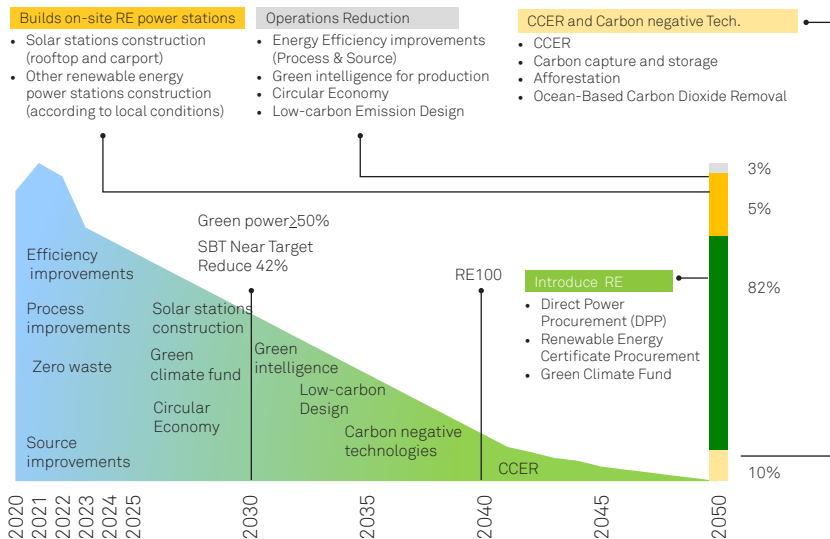 Builds on-site RE power stations
• Solar stations construction
(rooftop and carport)
• Other renewable energy
power stations construction
(according to local conditions)
Operations Reduction
• Energy Efficiency improvements
(Process & Source)
• Green intelligence for production
• Circular Economy
• Low-carbon Emission Design
CCER and Carbon negative Tech.
• CCER
• Carbon capture and storage
• Afforestation
• Ocean-Based Carbon Dioxide Removal
3%
5%
82%
10%
Green power≥50%
SBT Near Target
Reduce 42%
RE100
Introduce RE
• Direct Power
Procurement (DPP)
• Renewable Energy
Certificate Procurement
• Green Climate Fund
Efficiency
improvements
Process
improvements
Zero waste
Source
improvements
Solar stations
construction
Green
climate fund
Circular
Economy
Green
intelligence
Low-carbon
Design
Carbon negative
technologies
CCER
2020
2021
2022
2023
2024
2025
2030
2035
2040
2045
2050